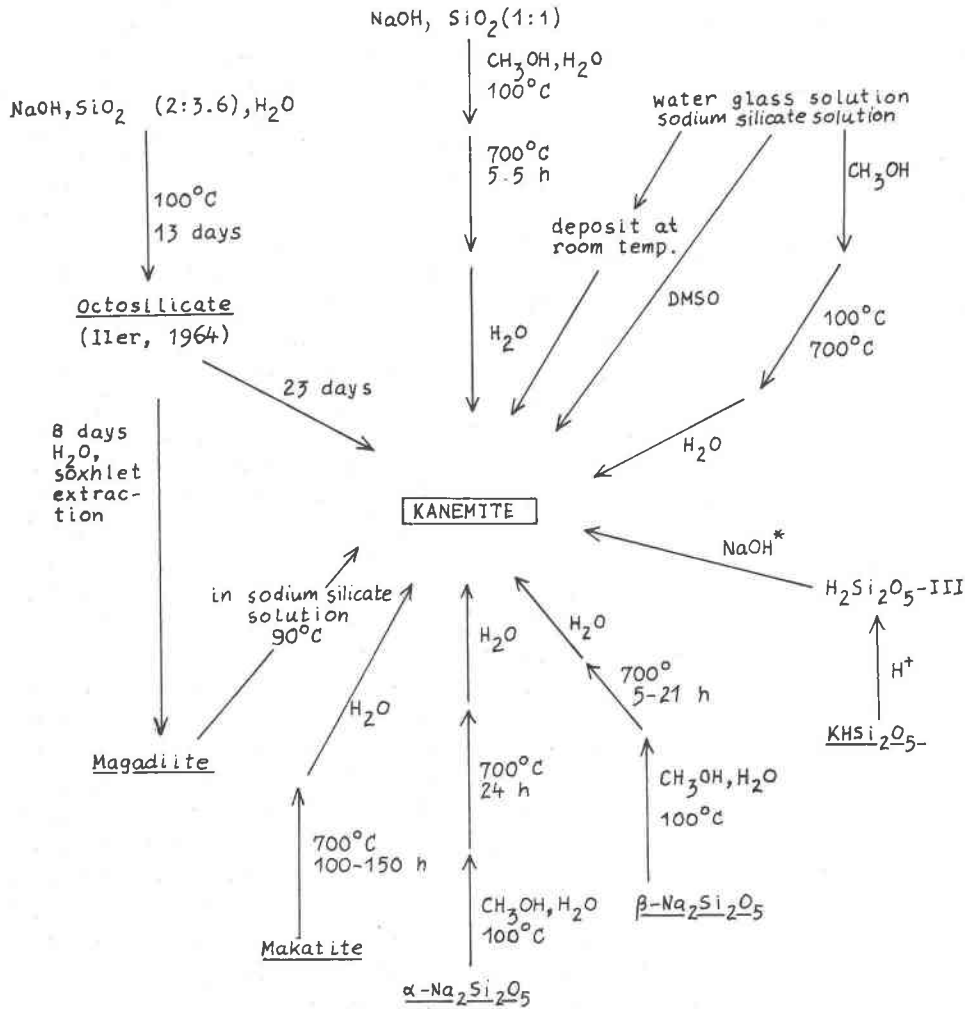 NaOH, SiO₂(1:1)
CH₃OH,H₂O
100°C
700°C
5.5 h
H₂O
NaOH,SiO₂ (2:3.6),H₂O
100°C
13 days
Octosilicate
(Iler, 1964)
23 days
8 days
H₂O,
soxhlet
extrac-
tion
water glass solution
sodium silicate solution
deposit at
room temp.
DMSO
CH₃OH
100°C
700°C
H₂O
KANEMITE
NaOH*
H₂Si₂O₅-III
H⁺
KHSi₂O₅
in sodium silicate
solution
90°C
Magadiite
H₂O
700°C
100-150 h
Makatite
H₂O
700°C
24 h
CH₃OH,H₂O
100°C
α-Na₂Si₂O₅
H₂O
700°
5-21 h
CH₃OH,H₂O
100°C
β-Na₂Si₂O₅